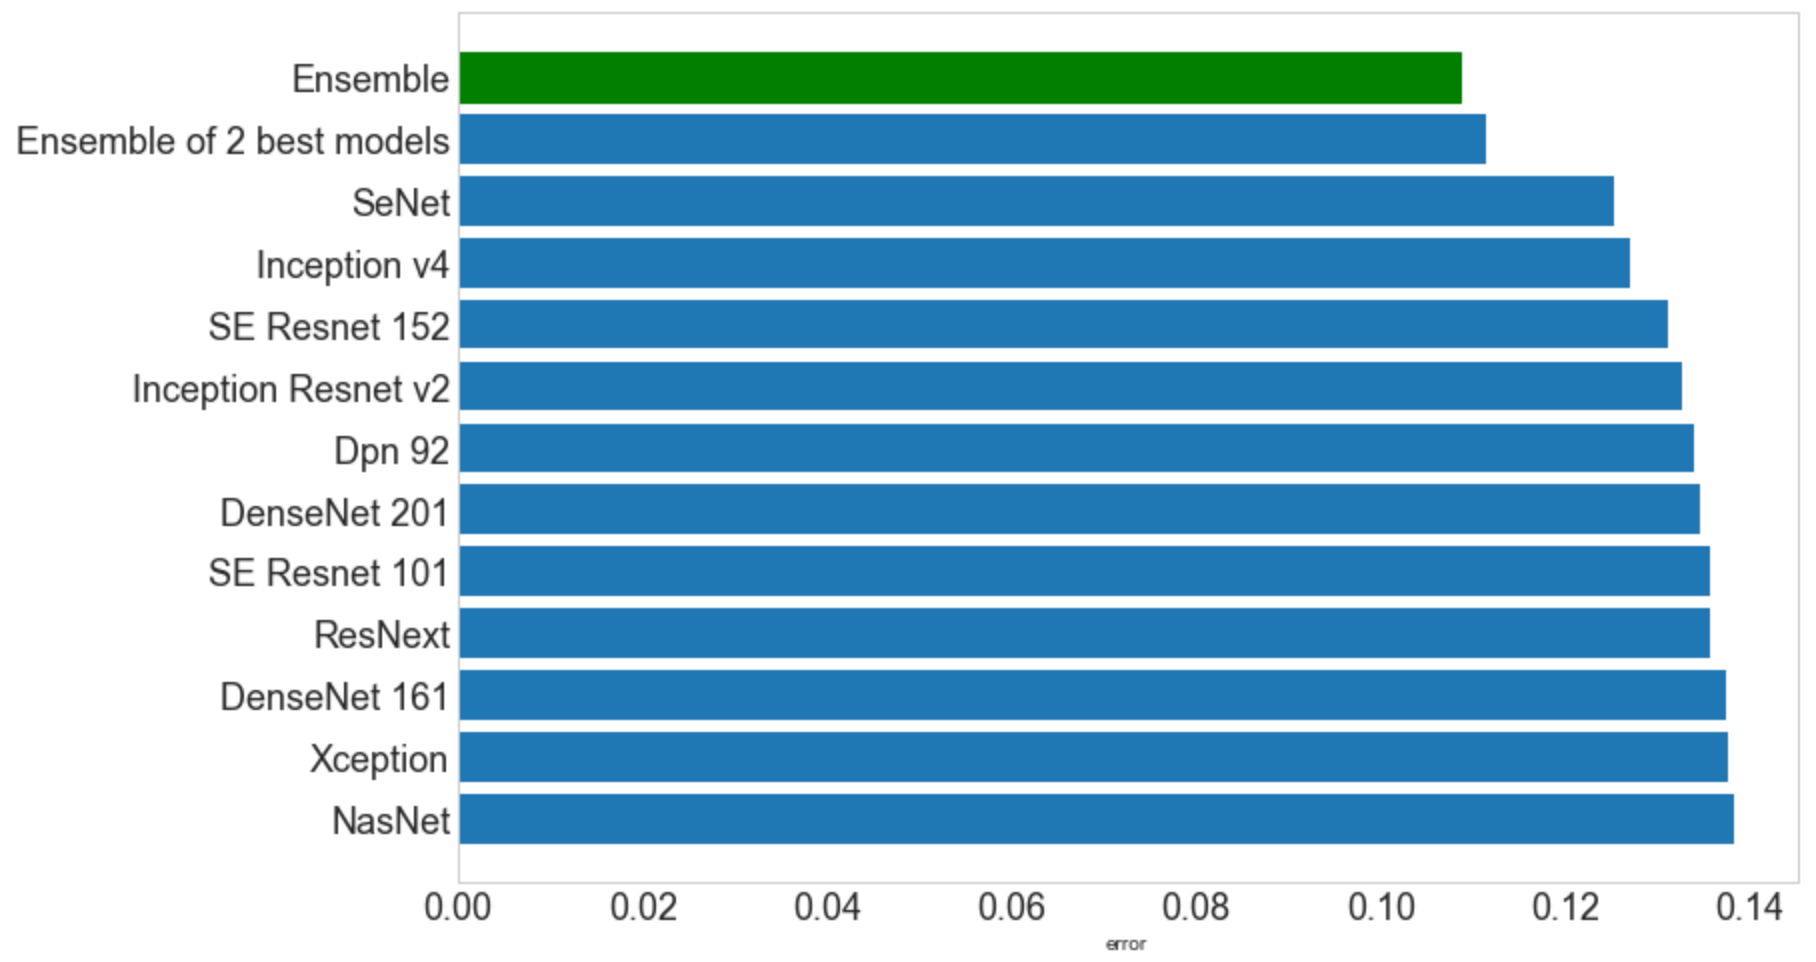 Ensemble
Ensemble of 2 best models
SeNet
Inception v4
SE Resnet 152
Inception Resnet v2
Dpn 92
DenseNet 201
SE Resnet 101
ResNext
DenseNet 161
Xception
NasNet
0.00 0.02 0.04 0.06 0.08 0.10 0.12 0.14
error